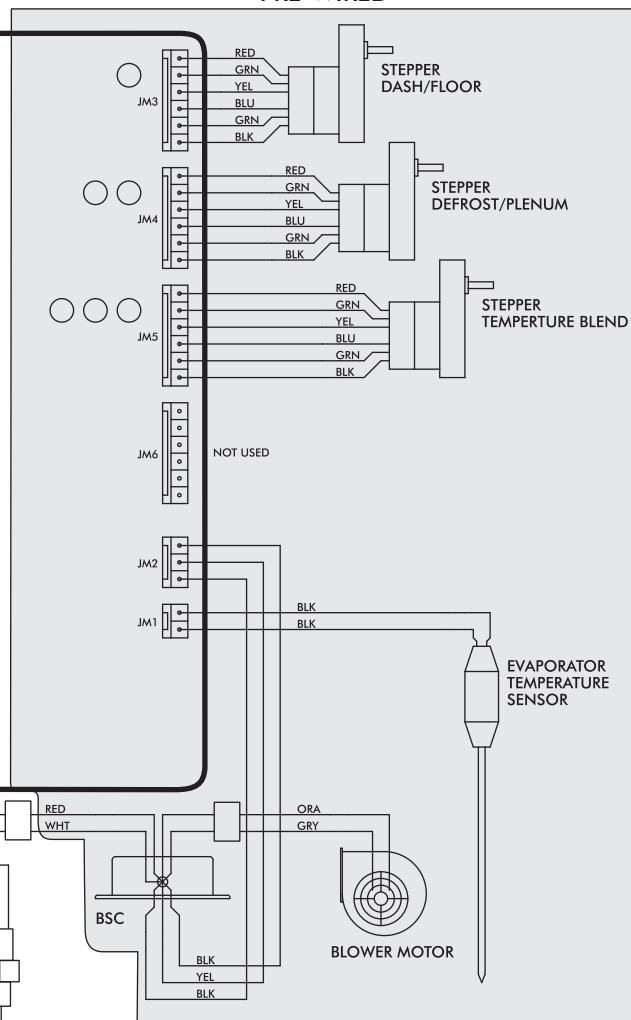 RED
GRN
YEL
BLU
GRN
BLK
JM3
STEPPER
DASH/FLOOR
RED
GRN
YEL
BLU
GRN
BLK
JM4
STEPPER
DEFROST/PLENUM
RED
GRN
YEL
BLU
GRN
BLK
JM5
STEPPER
TEMPERTURE BLEND
JM6
NOT USED
JM2
JM1
BLK
BLK
EVAPORATOR
TEMPERATURE
SENSOR
RED
WHT
ORA
GRY
BSC
BLOWER MOTOR
BLK
YEL
BLK